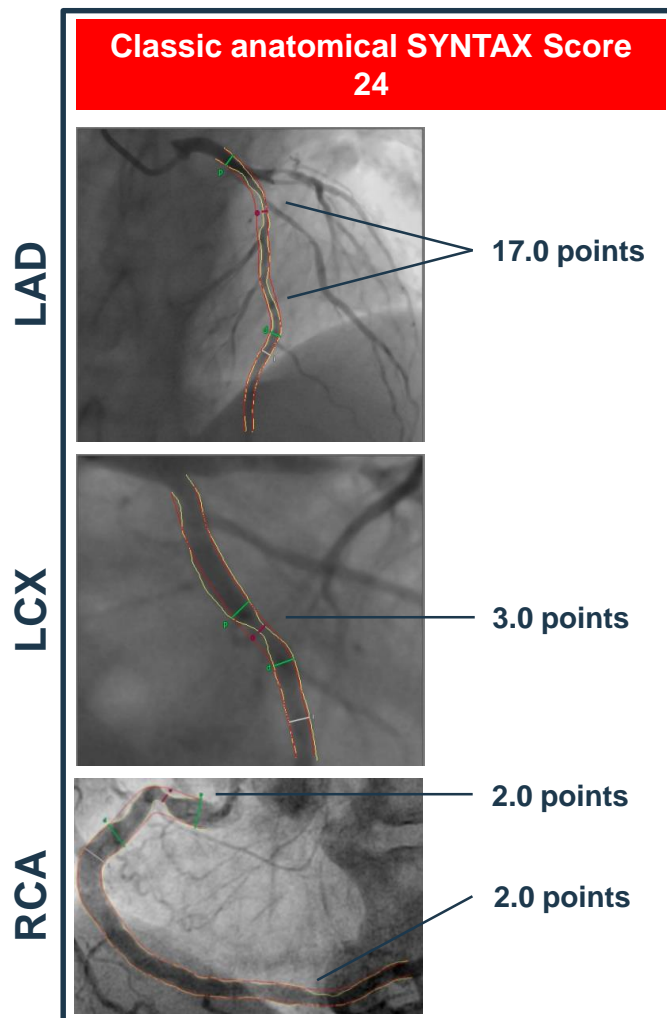 Classic anatomical SYNTAX Score
24
LAD
17.0 points
LCX
3.0 points
RCA
2.0 points
2.0 points